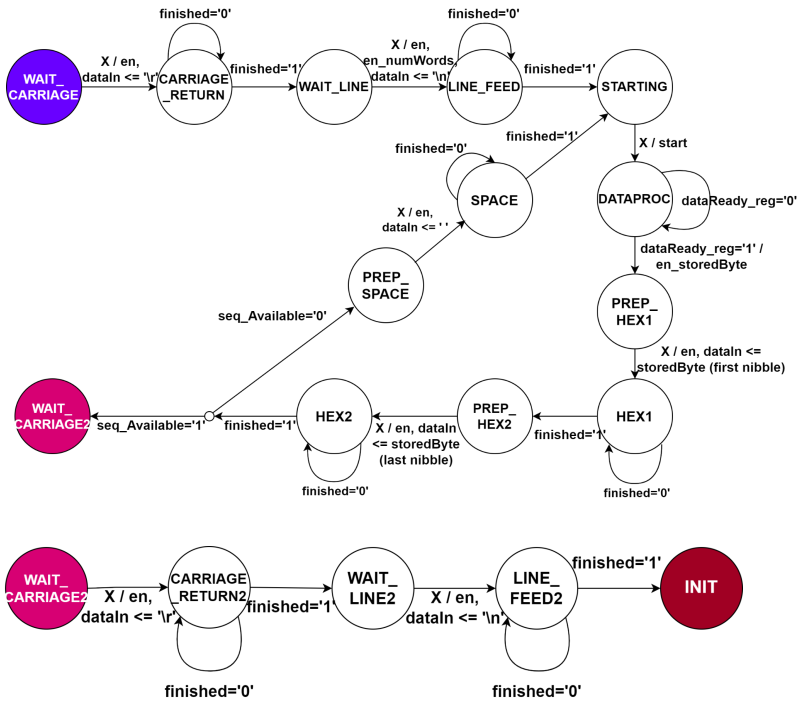 finished='0'
finished='0'
X / en,
dataIn <= '\r'
X / en,
en_numWords,
dataIn <= '\n'
WAIT_
CARRIAGE
CARRIAGE
_RETURN
finished='1'
WAIT_LINE
LINE_FEED
finished='1'
STARTING
finished='1'
X / start
finished='0'
SPACE
DATAPROC
dataReady_reg='0'
X / en,
dataIn <= ' '
dataReady_reg='1' /
en_storedByte
PREP_
SPACE
PREP_
HEX1
seq_Available='0'
X / en, dataIn <=
storedByte (first nibble)
WAIT_
CARRIAGE2
seq_Available='1'
finished='1'
HEX2
X / en, dataIn
<= storedByte
(last nibble)
PREP_
HEX2
finished='1'
HEX1
finished='0'
finished='0'
WAIT_
CARRIAGE2
X / en,
dataIn <= '\r'
CARRIAGE
_RETURN2
finished='1'
WAIT_
LINE2
X / en,
dataIn <= '\n'
LINE_
FEED2
finished='1'
INIT
finished='0'
finished='0'